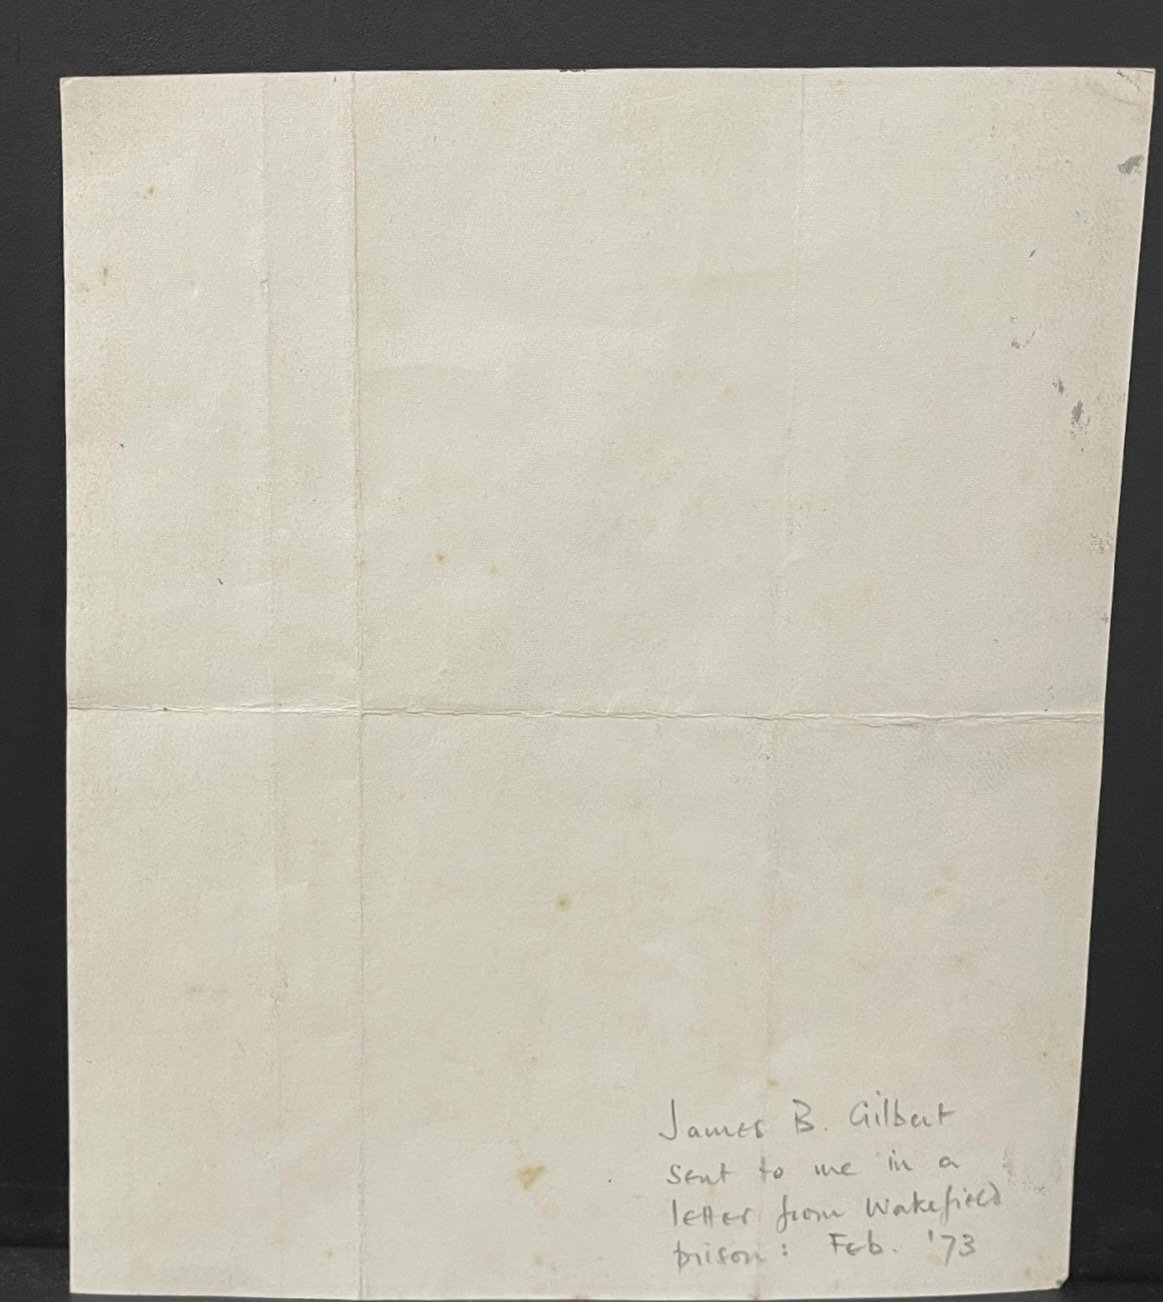 James B. Gilbert
sent to me in a
letter from Wakefield
prison: Feb. '73